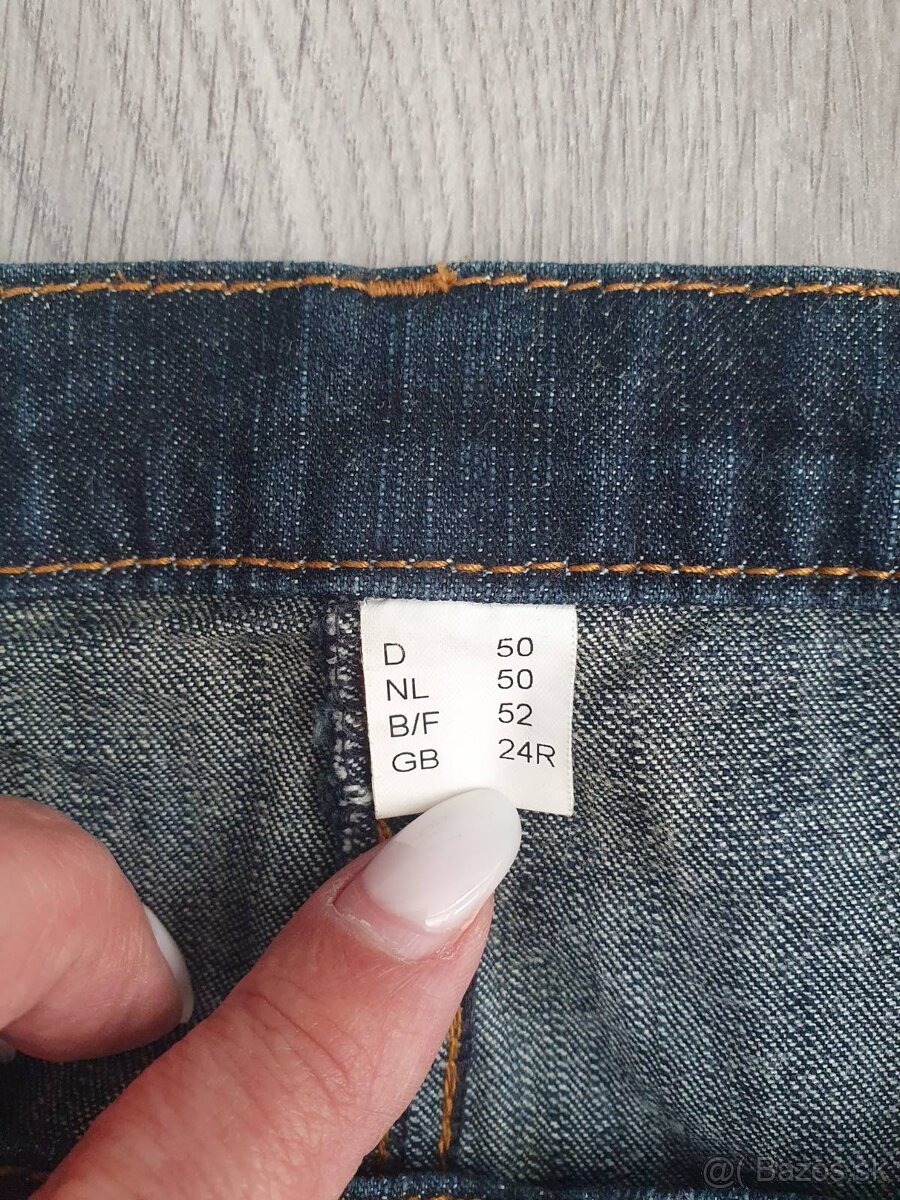 D 50
NL 50
B/F 52
GB 24R
@( Bazos.sk